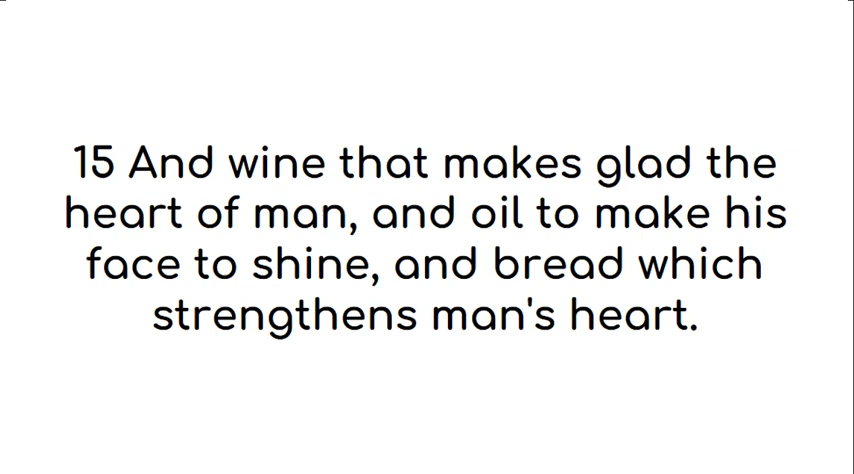 15 And wine that makes glad the
heart of man, and oil to make his
face to shine, and bread which
strengthens man's heart.